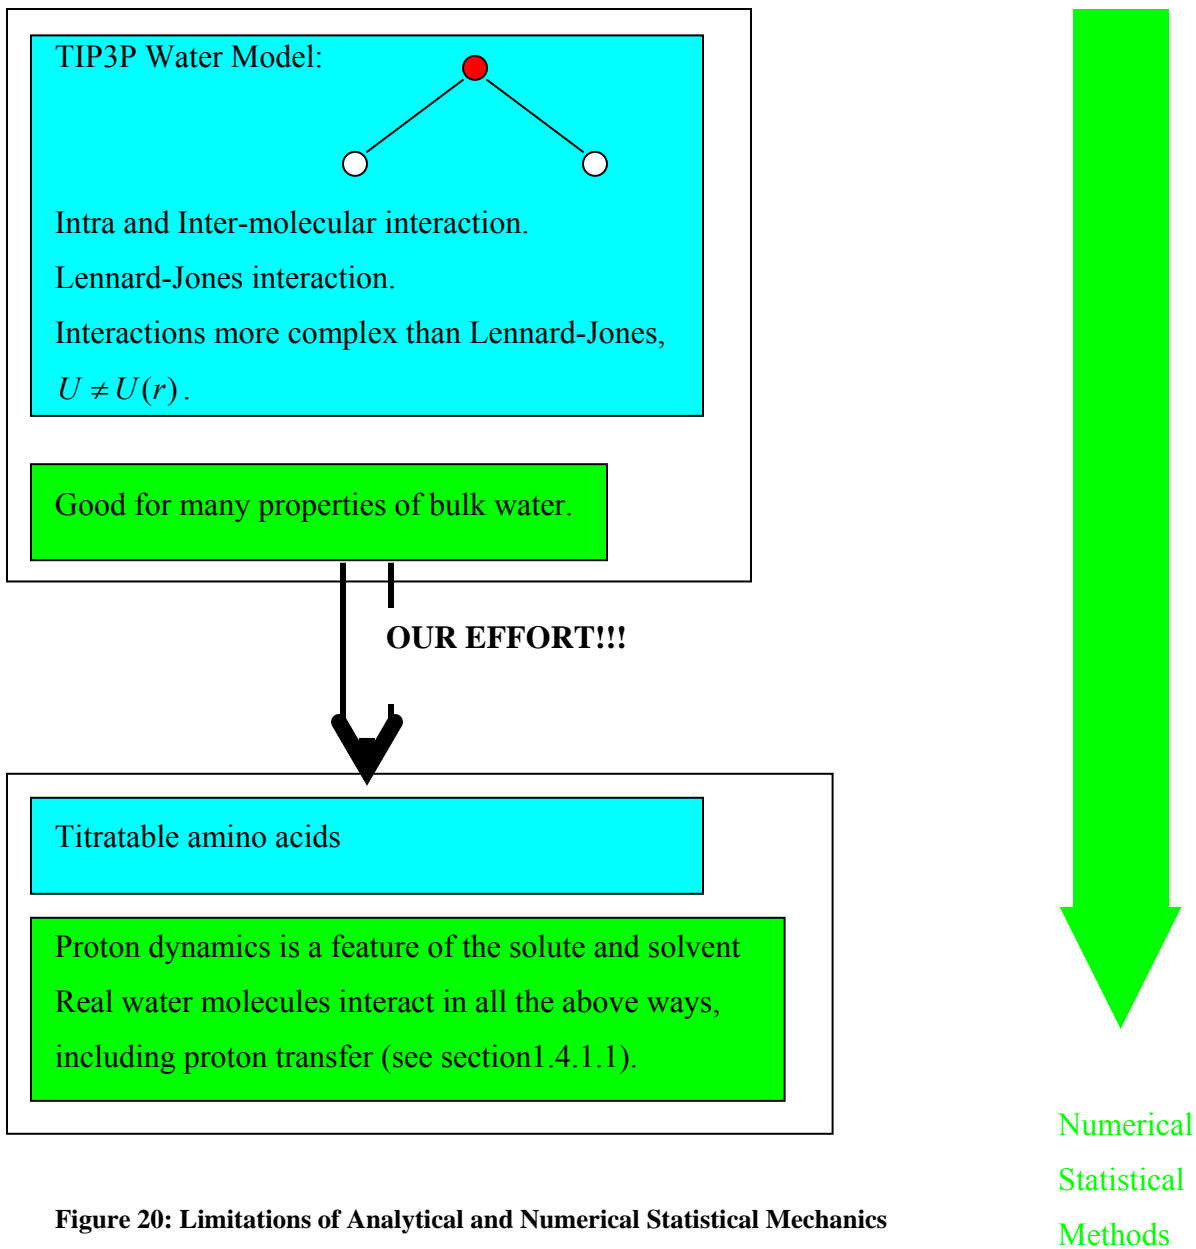 TIP3P Water Model:
Intra and Inter-molecular interaction.
Lennard-Jones interaction.
Interactions more complex than Lennard-Jones,
U ≠ U(r).
Good for many properties of bulk water.
OUR EFFORT!!!
Titratable amino acids
Proton dynamics is a feature of the solute and solvent
Real water molecules interact in all the above ways,
including proton transfer (see section1.4.1.1).
Numerical
Statistical
Methods
Figure 20: Limitations of Analytical and Numerical Statistical Mechanics